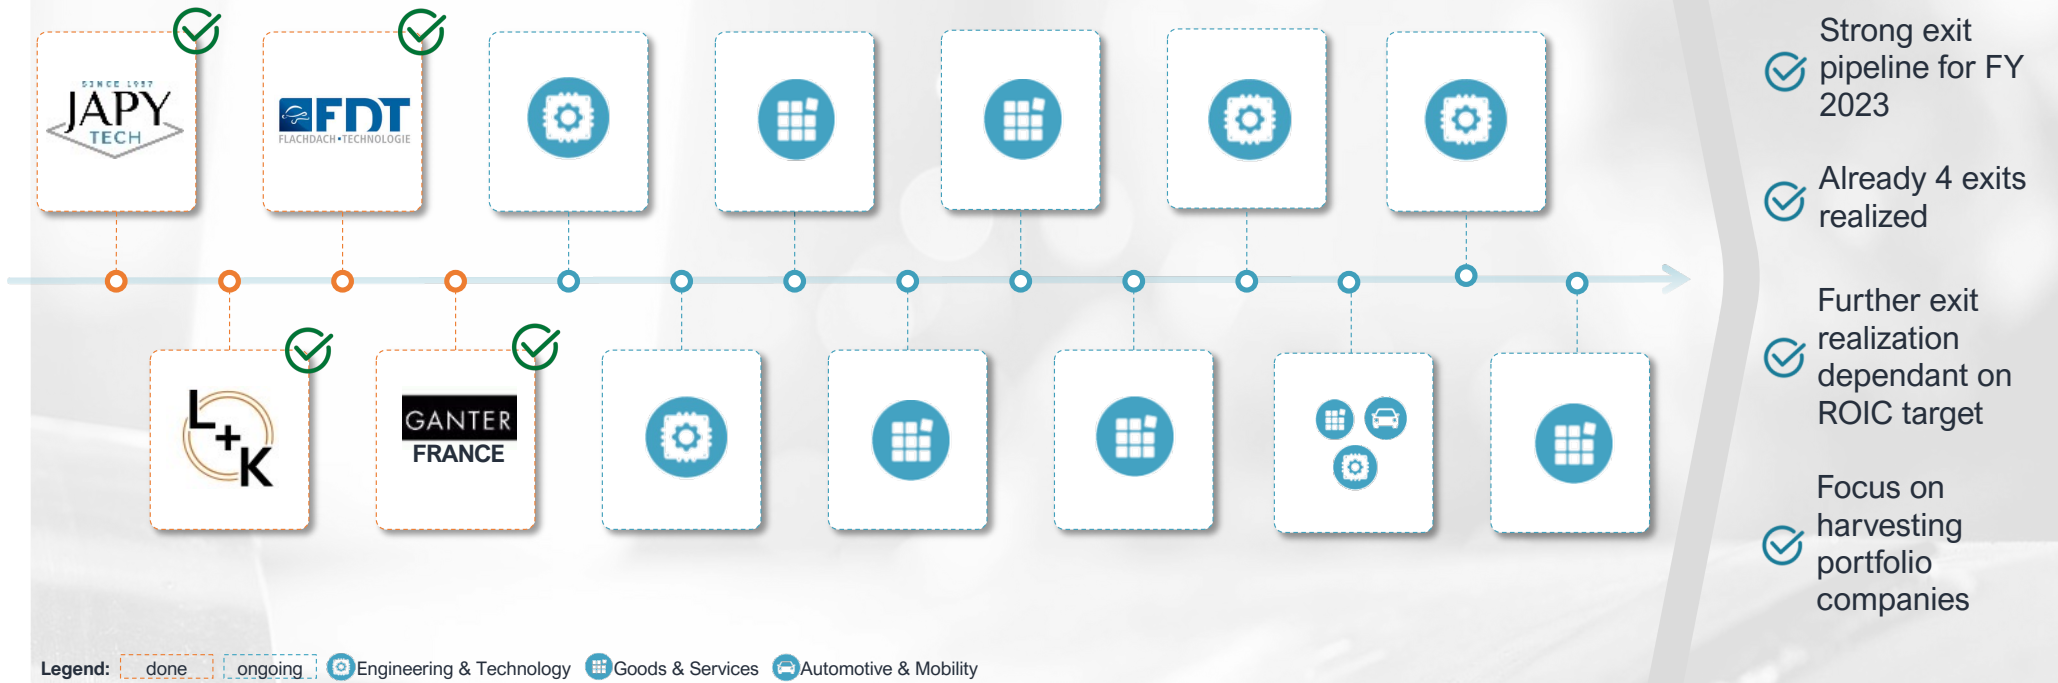 SINCE 1957
JAPY
TECH
FDT
FLACHDACH•TECHNOLOGIE
L+K
GANTER
FRANCE
Strong exit
pipeline for FY
2023
Already 4 exits
realized
Further exit
realization
dependant on
ROIC target
Focus on
harvesting
portfolio
companies
Legend: done ongoing Engineering & Technology Goods & Services Automotive & Mobility